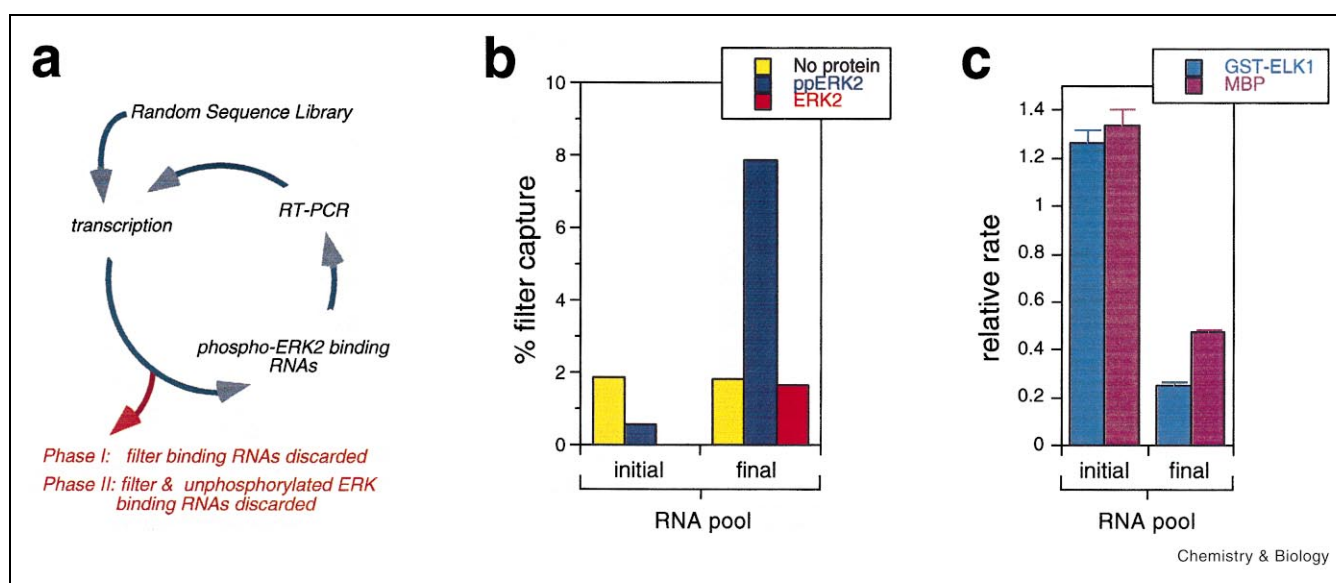 a
Random Sequence Library
transcription
RT-PCR
phospho-ERK2 binding
RNAs
Phase I: filter binding RNAs discarded
Phase II: filter & unphosphorylated ERK
binding RNAs discarded
b
No protein
ppERK2
ERK2
% filter capture
10
8
6
4
2
0
initial
final
RNA pool
c
GST-ELK1
MBP
relative rate
1.4
1.2
1
0.8
0.6
0.4
0.2
0
initial
final
RNA pool
Chemistry & Biology